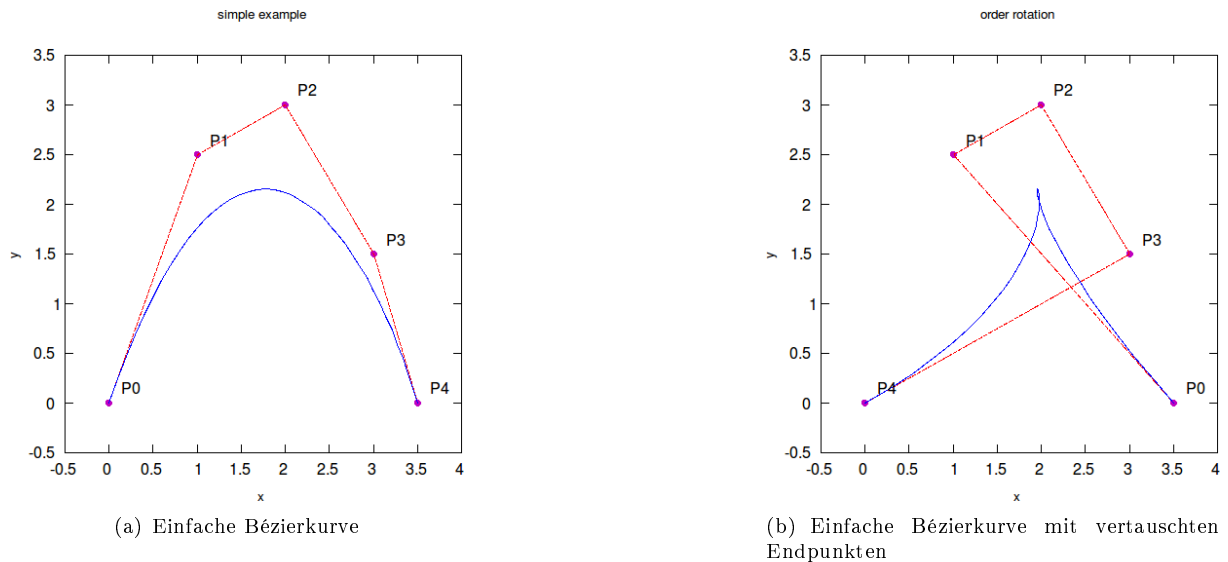 simple example
3.5
3
2.5
2
1.5
1
0.5
0
-0.5
y
P0
P1
P2
P3
P4
-0.5 0 0.5 1 1.5 2 2.5 3 3.5 4
x
(a) Einfache Bézierkurve
order rotation
3.5
3
2.5
2
1.5
1
0.5
0
-0.5
y
P2
P1
P3
P4
P0
-0.5 0 0.5 1 1.5 2 2.5 3 3.5 4
x
(b) Einfache Bézierkurve mit vertauschten
Endpunkten